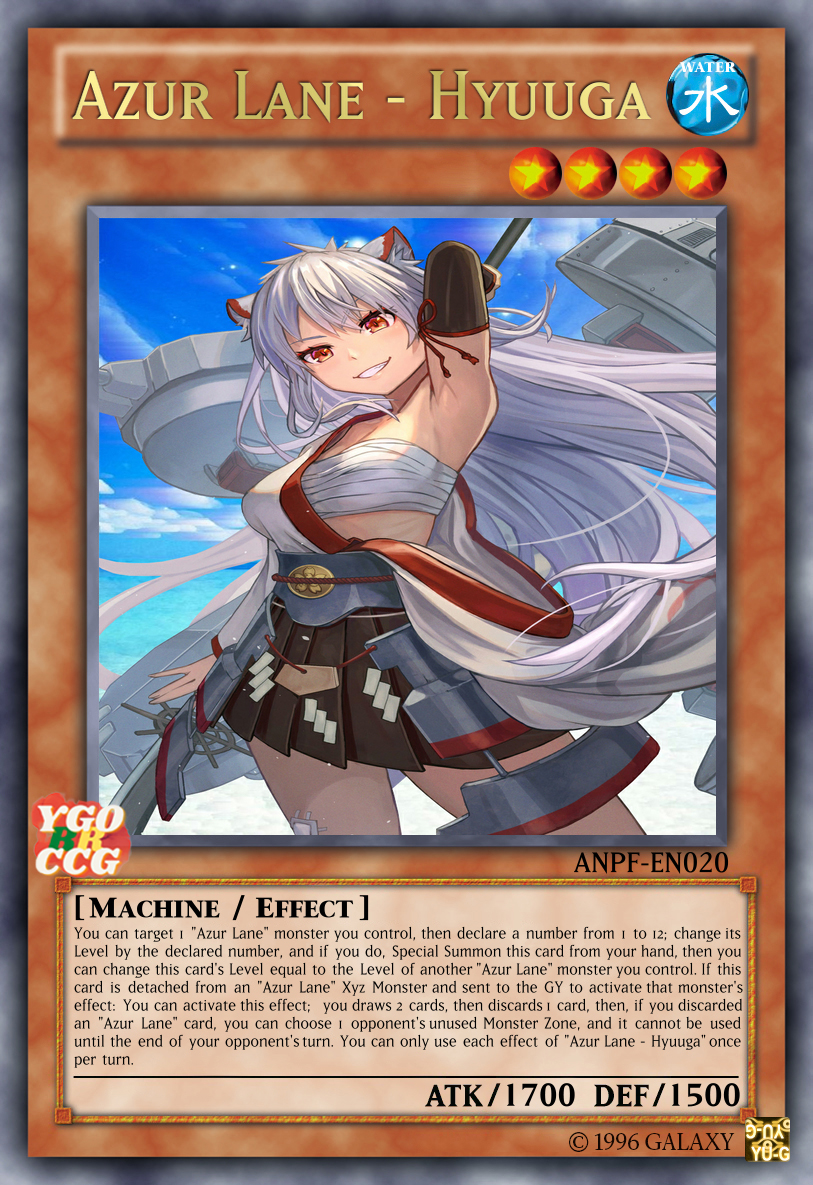 AZUR LANE - HYUUGA
WATER
水
YGO
RR
CCG
ANPF-EN020
[ MACHINE / EFFECT ]
You can target 1 "Azur Lane" monster you control, then declare a number from 1 to 12; change its
Level by the declared number, and if you do, Special Summon this card from your hand, then you
can change this card's Level equal to the Level of another "Azur Lane" monster you control. If this
card is detached from an "Azur Lane" Xyz Monster and sent to the GY to activate that monster's
effect: You can activate this effect; you draws 2 cards, then discards 1 card, then, if you discarded
an "Azur Lane" card, you can choose 1 opponent's unused Monster Zone, and it cannot be used
until the end of your opponent's turn. You can only use each effect of "Azur Lane - Hyuuga" once
per turn.
ATK/1700 DEF/1500
© 1996 GALAXY
YU-G